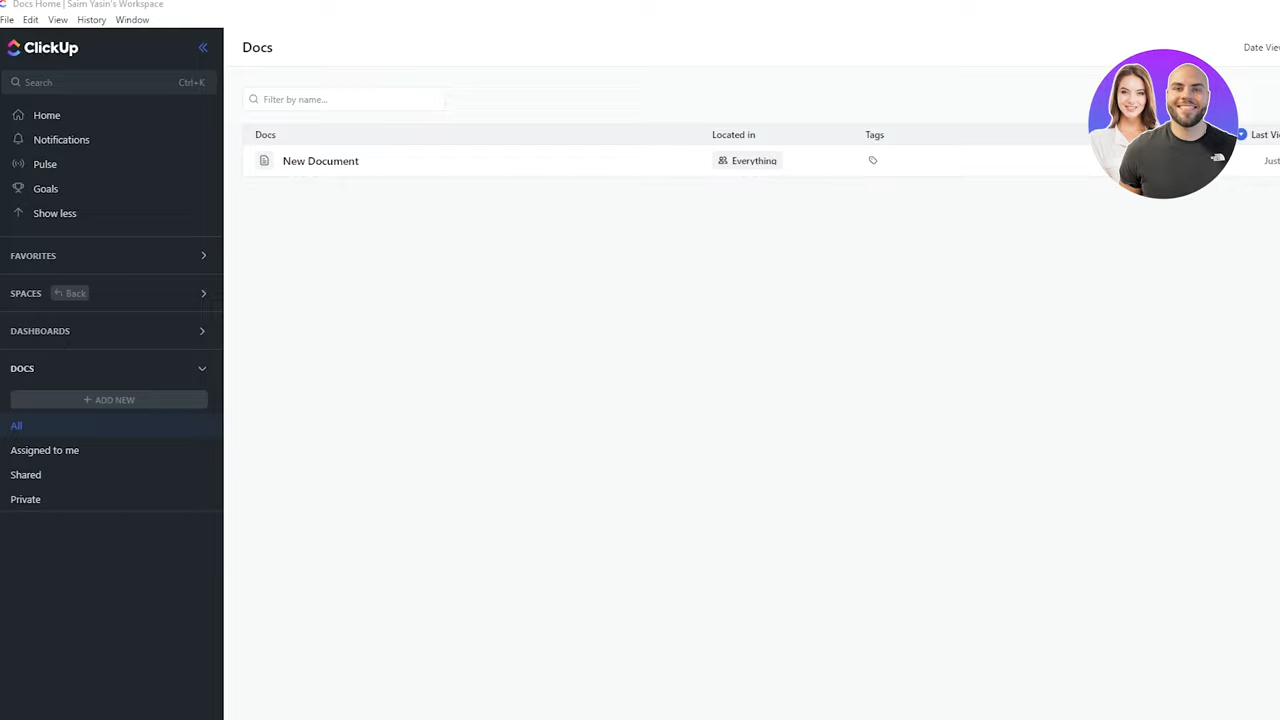 Docs Home | Saim Yasin's Workspace
File Edit View History Window
ClickUp
Search Ctrl+K
Home
Notifications
Pulse
Goals
Show less
FAVORITES
SPACES Back
DASHBOARDS
DOCS
+ ADD NEW
All
Assigned to me
Shared
Private
Docs
Date Vie
Filter by name...
Docs Located in Tags Last Vi
New Document Everything Just